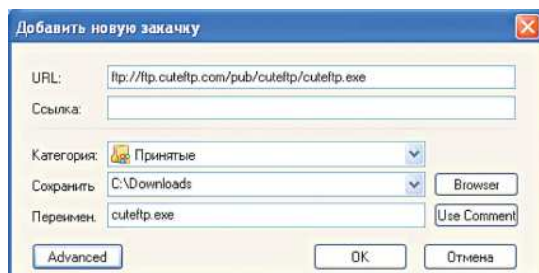 Добавить новую закачку
URL: ftp://ftp.cuteftp.com/pub/cuteftp/cuteftp.exe
Ссылка:
Категория: Принятые
Сохранить C:\Downloads Browser
Переимен. cuteftp.exe Use Comment
Advanced OK Отмена